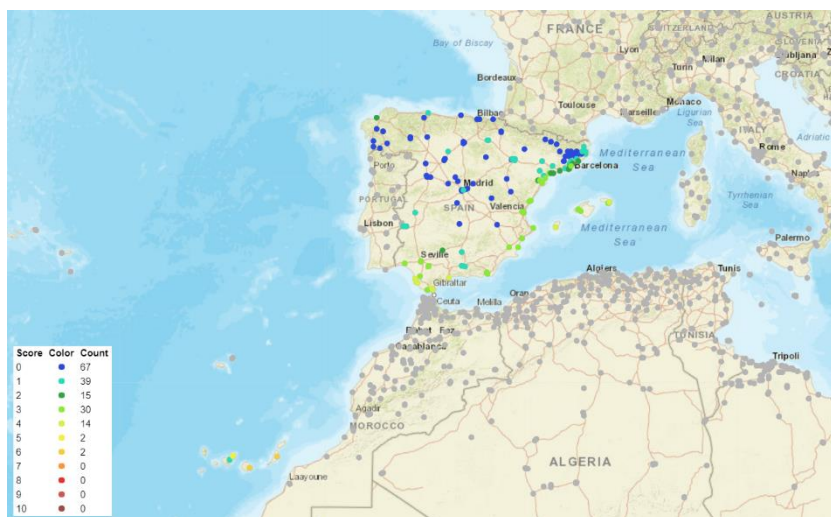 AUSTRIA
FRANCE
SWITZERLAND
SLOVENIA
Bay of Biscay
Lyon
Milan
Turin
CROATIA
Bordeaux
Monaco
Toulouse
Marseille
Ligurian
Sea
Bilbao
ITALY
Adriatic
Rome
Mediterranean
Sea
Porto
Barcelona
Naples
Madrid
PORTUGAL
SPAIN
Valencia
Tyrrhenian
Sea
Lisbon
Mediterranean
Sea
Palermo
Seville
Gibraltar
Algiers
Tunis
Ceuta
Melilla
Oran
Rabat
Fez
Casablanca
TUNISIA
Tripoli
Score Color Count
0 67
1 39
2 15
3 30
4 14
5 2
6 2
7 0
8 0
9 0
10 0
Agadir
MOROCCO
Laayoune
ALGERIA